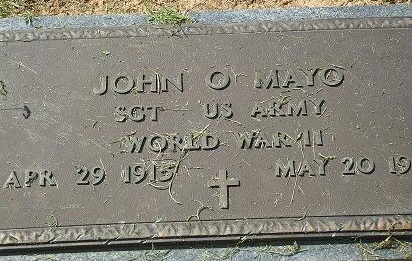 JOHN O MAYO
SGT US ARMY
WORLD WAR II
APR 29 1915 MAY 20 19